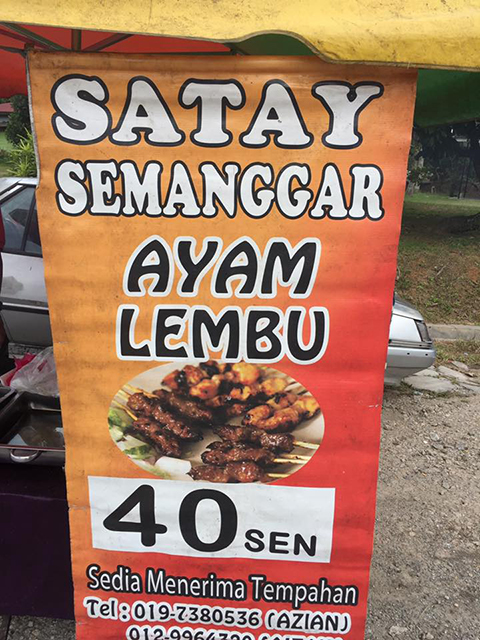 SATAY
SEMANGGAR
AYAM
LEMBU
40 SEN
Sedia Menerima Tempahan
Tel : 019-7380536 (AZIAN)